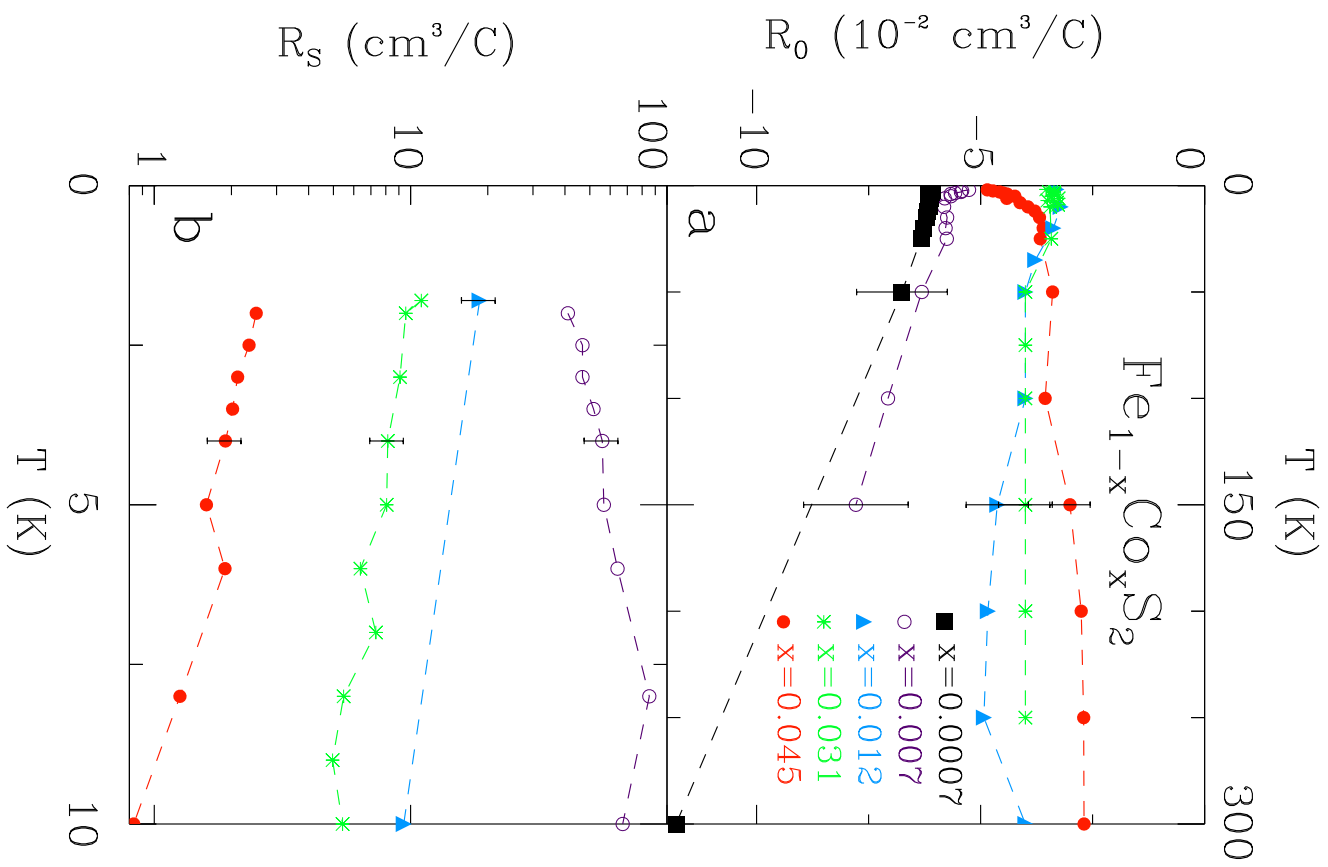 T (K)
0
150
300
R₀ (10⁻² cm³/C)
0
−5
−10
Fe₁₋ₓCoₓS₂
x=0.0007
x=0.007
x=0.012
x=0.031
x=0.045
a
R_S (cm³/C)
100
10
1
b
0
5
10
T (K)